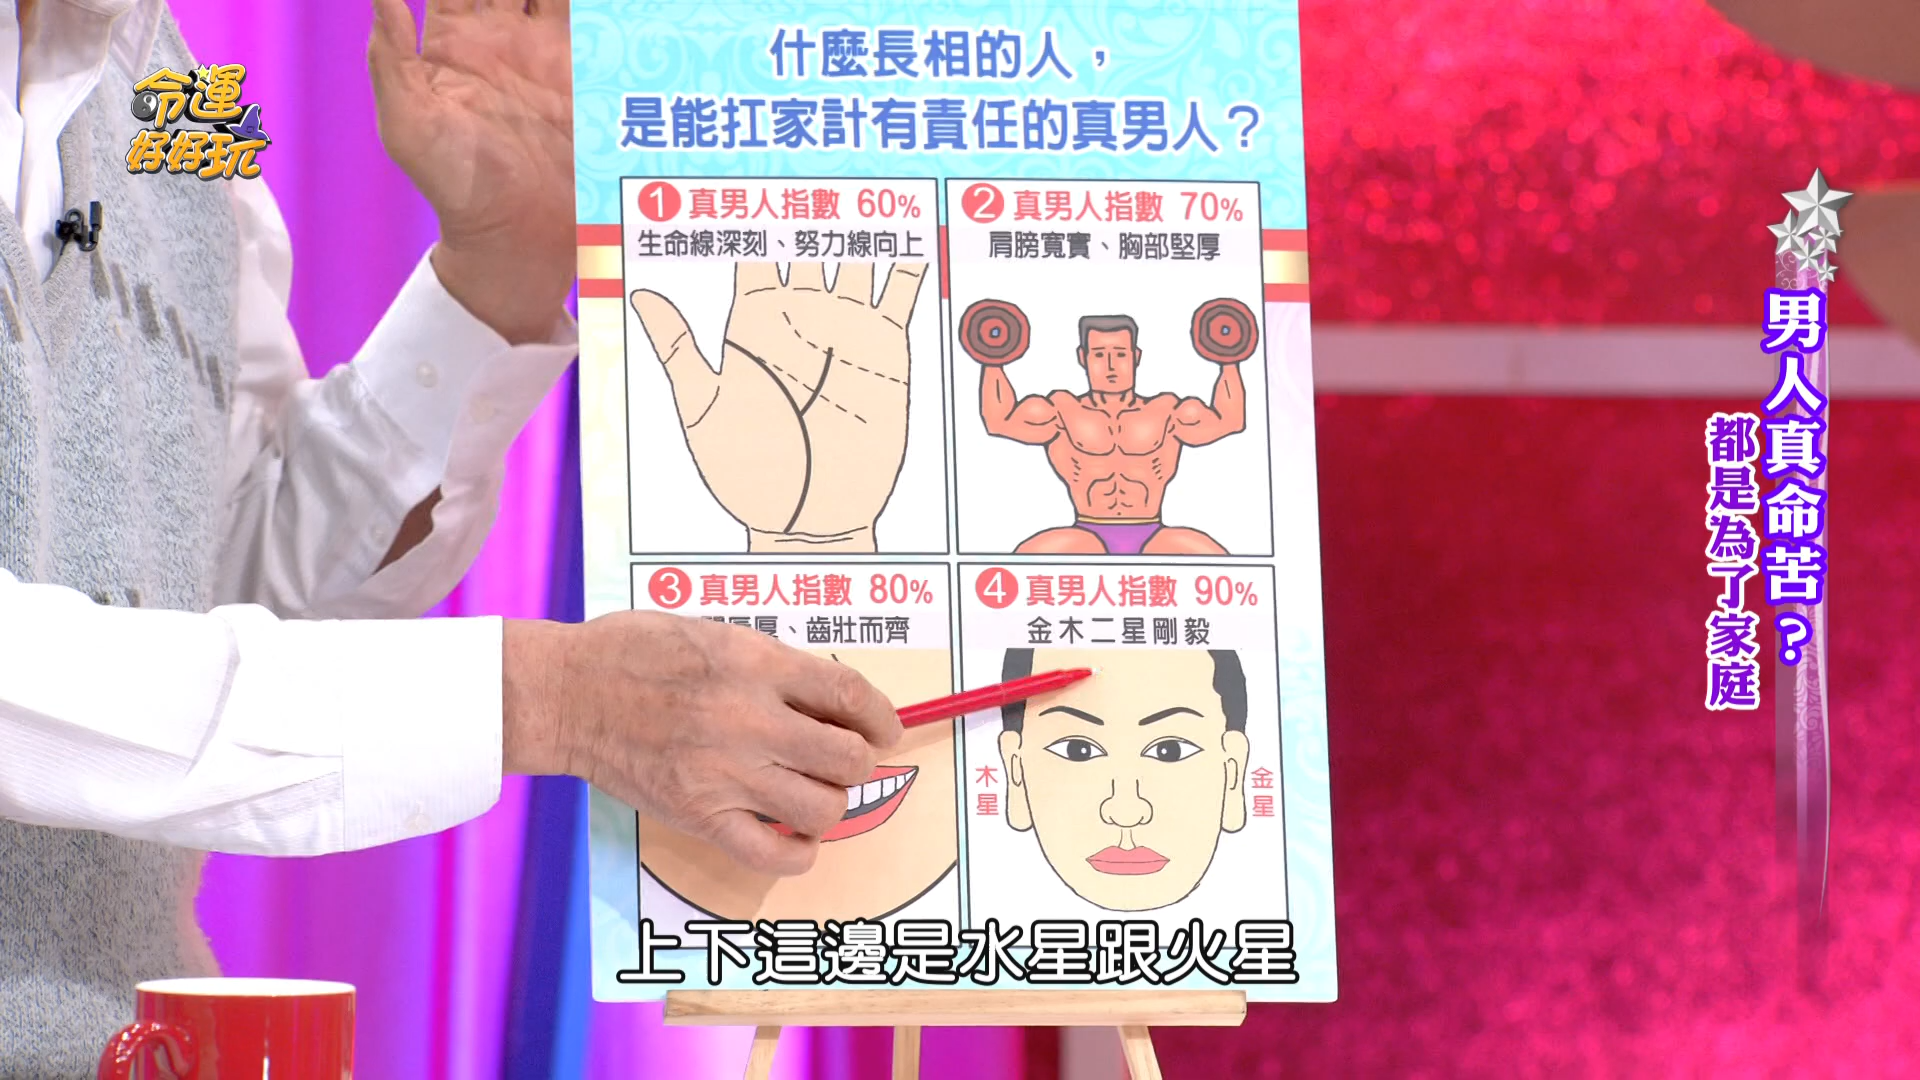 命運
好好玩
什麼長相的人，
是能扛家計有責任的真男人？
1 真男人指數 60%
生命線深刻、努力線向上
2 真男人指數 70%
肩膀寬實、胸部堅厚
3 真男人指數 80%
厚、齒壯而齊
4 真男人指數 90%
金木二星剛毅
木星
金星
男人真命苦？
都是為了家庭
上下這邊是水星跟火星